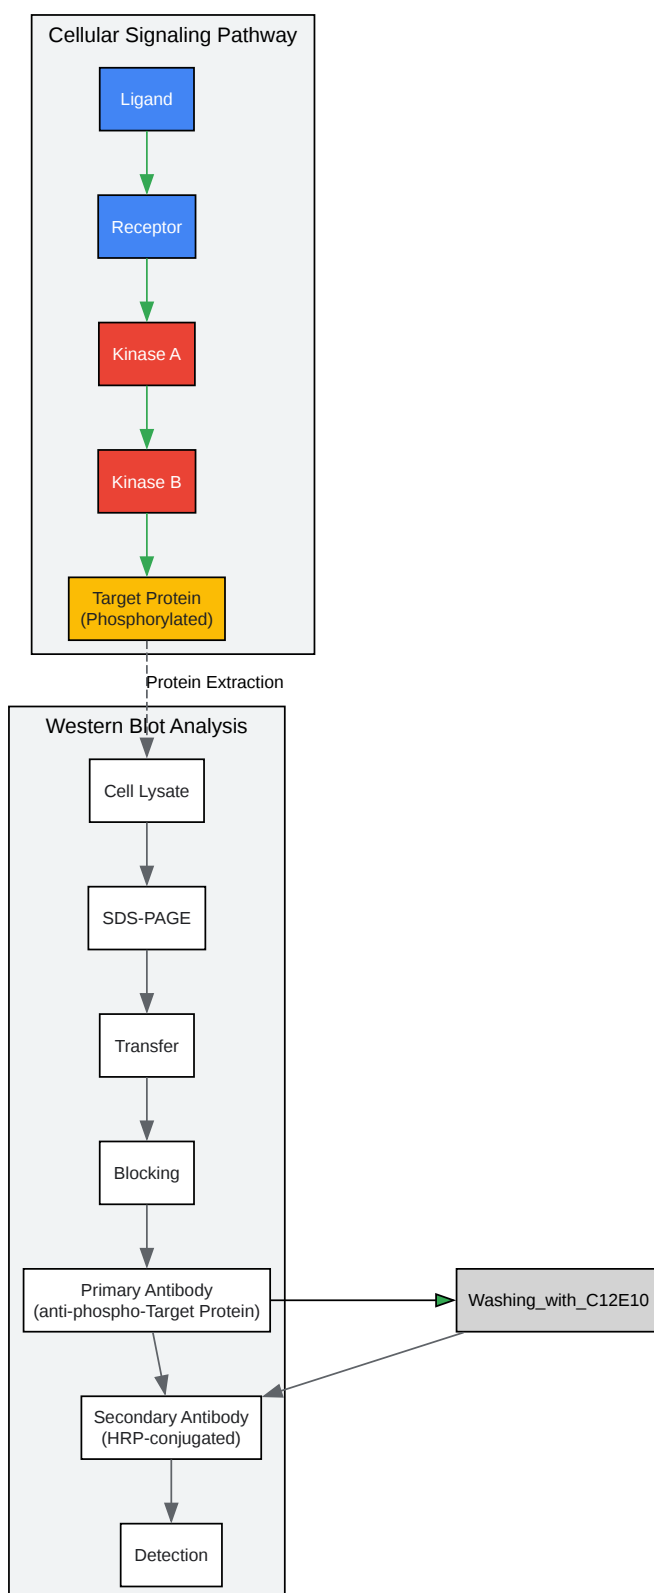 Cellular Signaling Pathway
Ligand
Receptor
Kinase A
Kinase B
Target Protein
(Phosphorylated)
Protein Extraction
Western Blot Analysis
Cell Lysate
SDS-PAGE
Transfer
Blocking
Primary Antibody
(anti-phospho-Target Protein)
Washing_with_C12E10
Secondary Antibody
(HRP-conjugated)
Detection